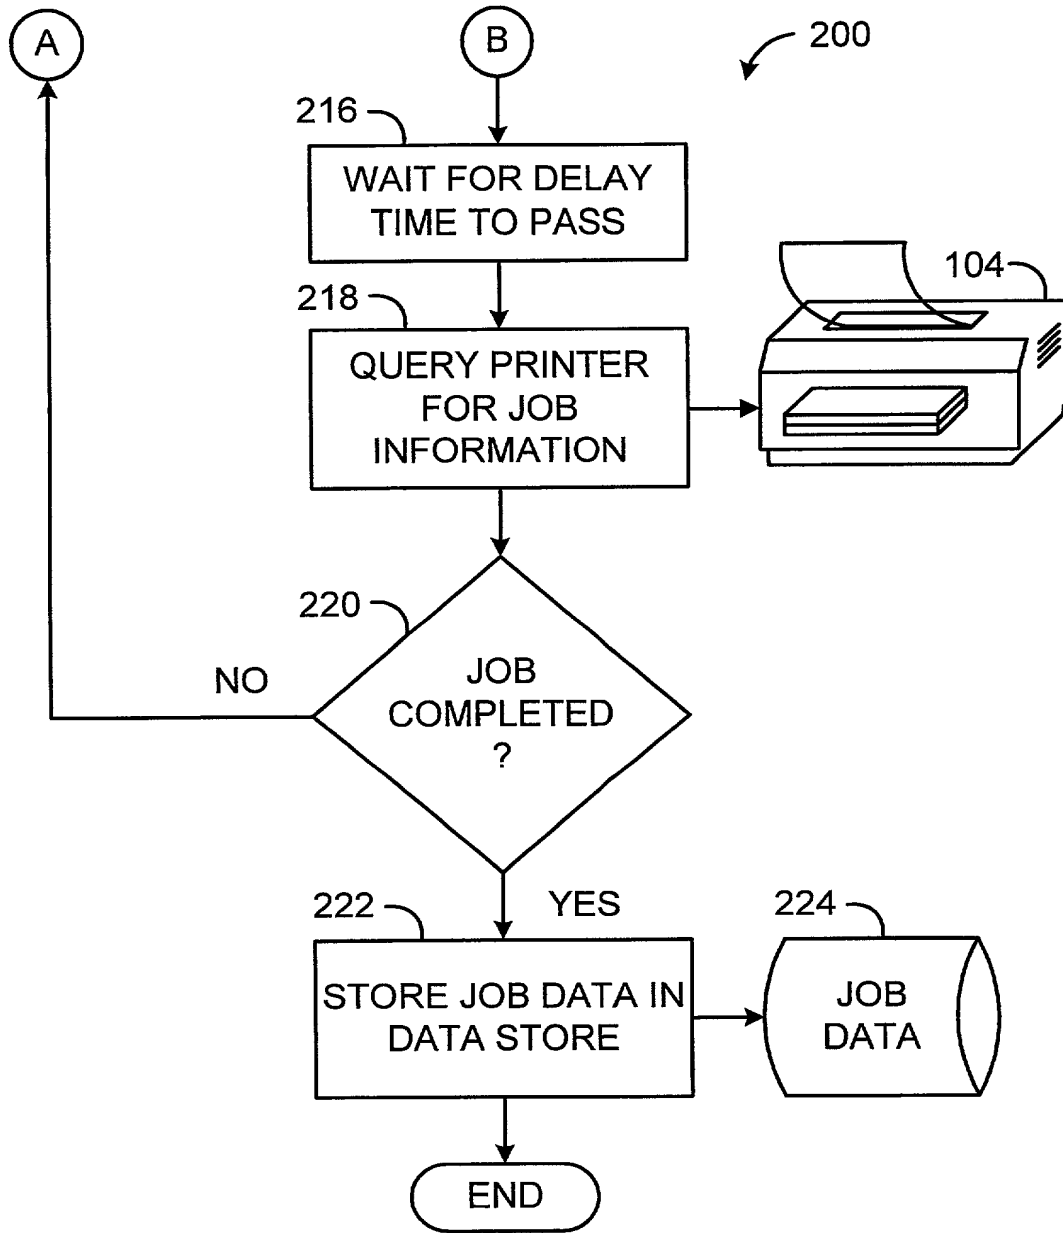 A
B
200
216
WAIT FOR DELAY
TIME TO PASS
104
218
QUERY PRINTER
FOR JOB
INFORMATION
220
NO
JOB
COMPLETED
?
YES
222
224
STORE JOB DATA IN
DATA STORE
JOB
DATA
END